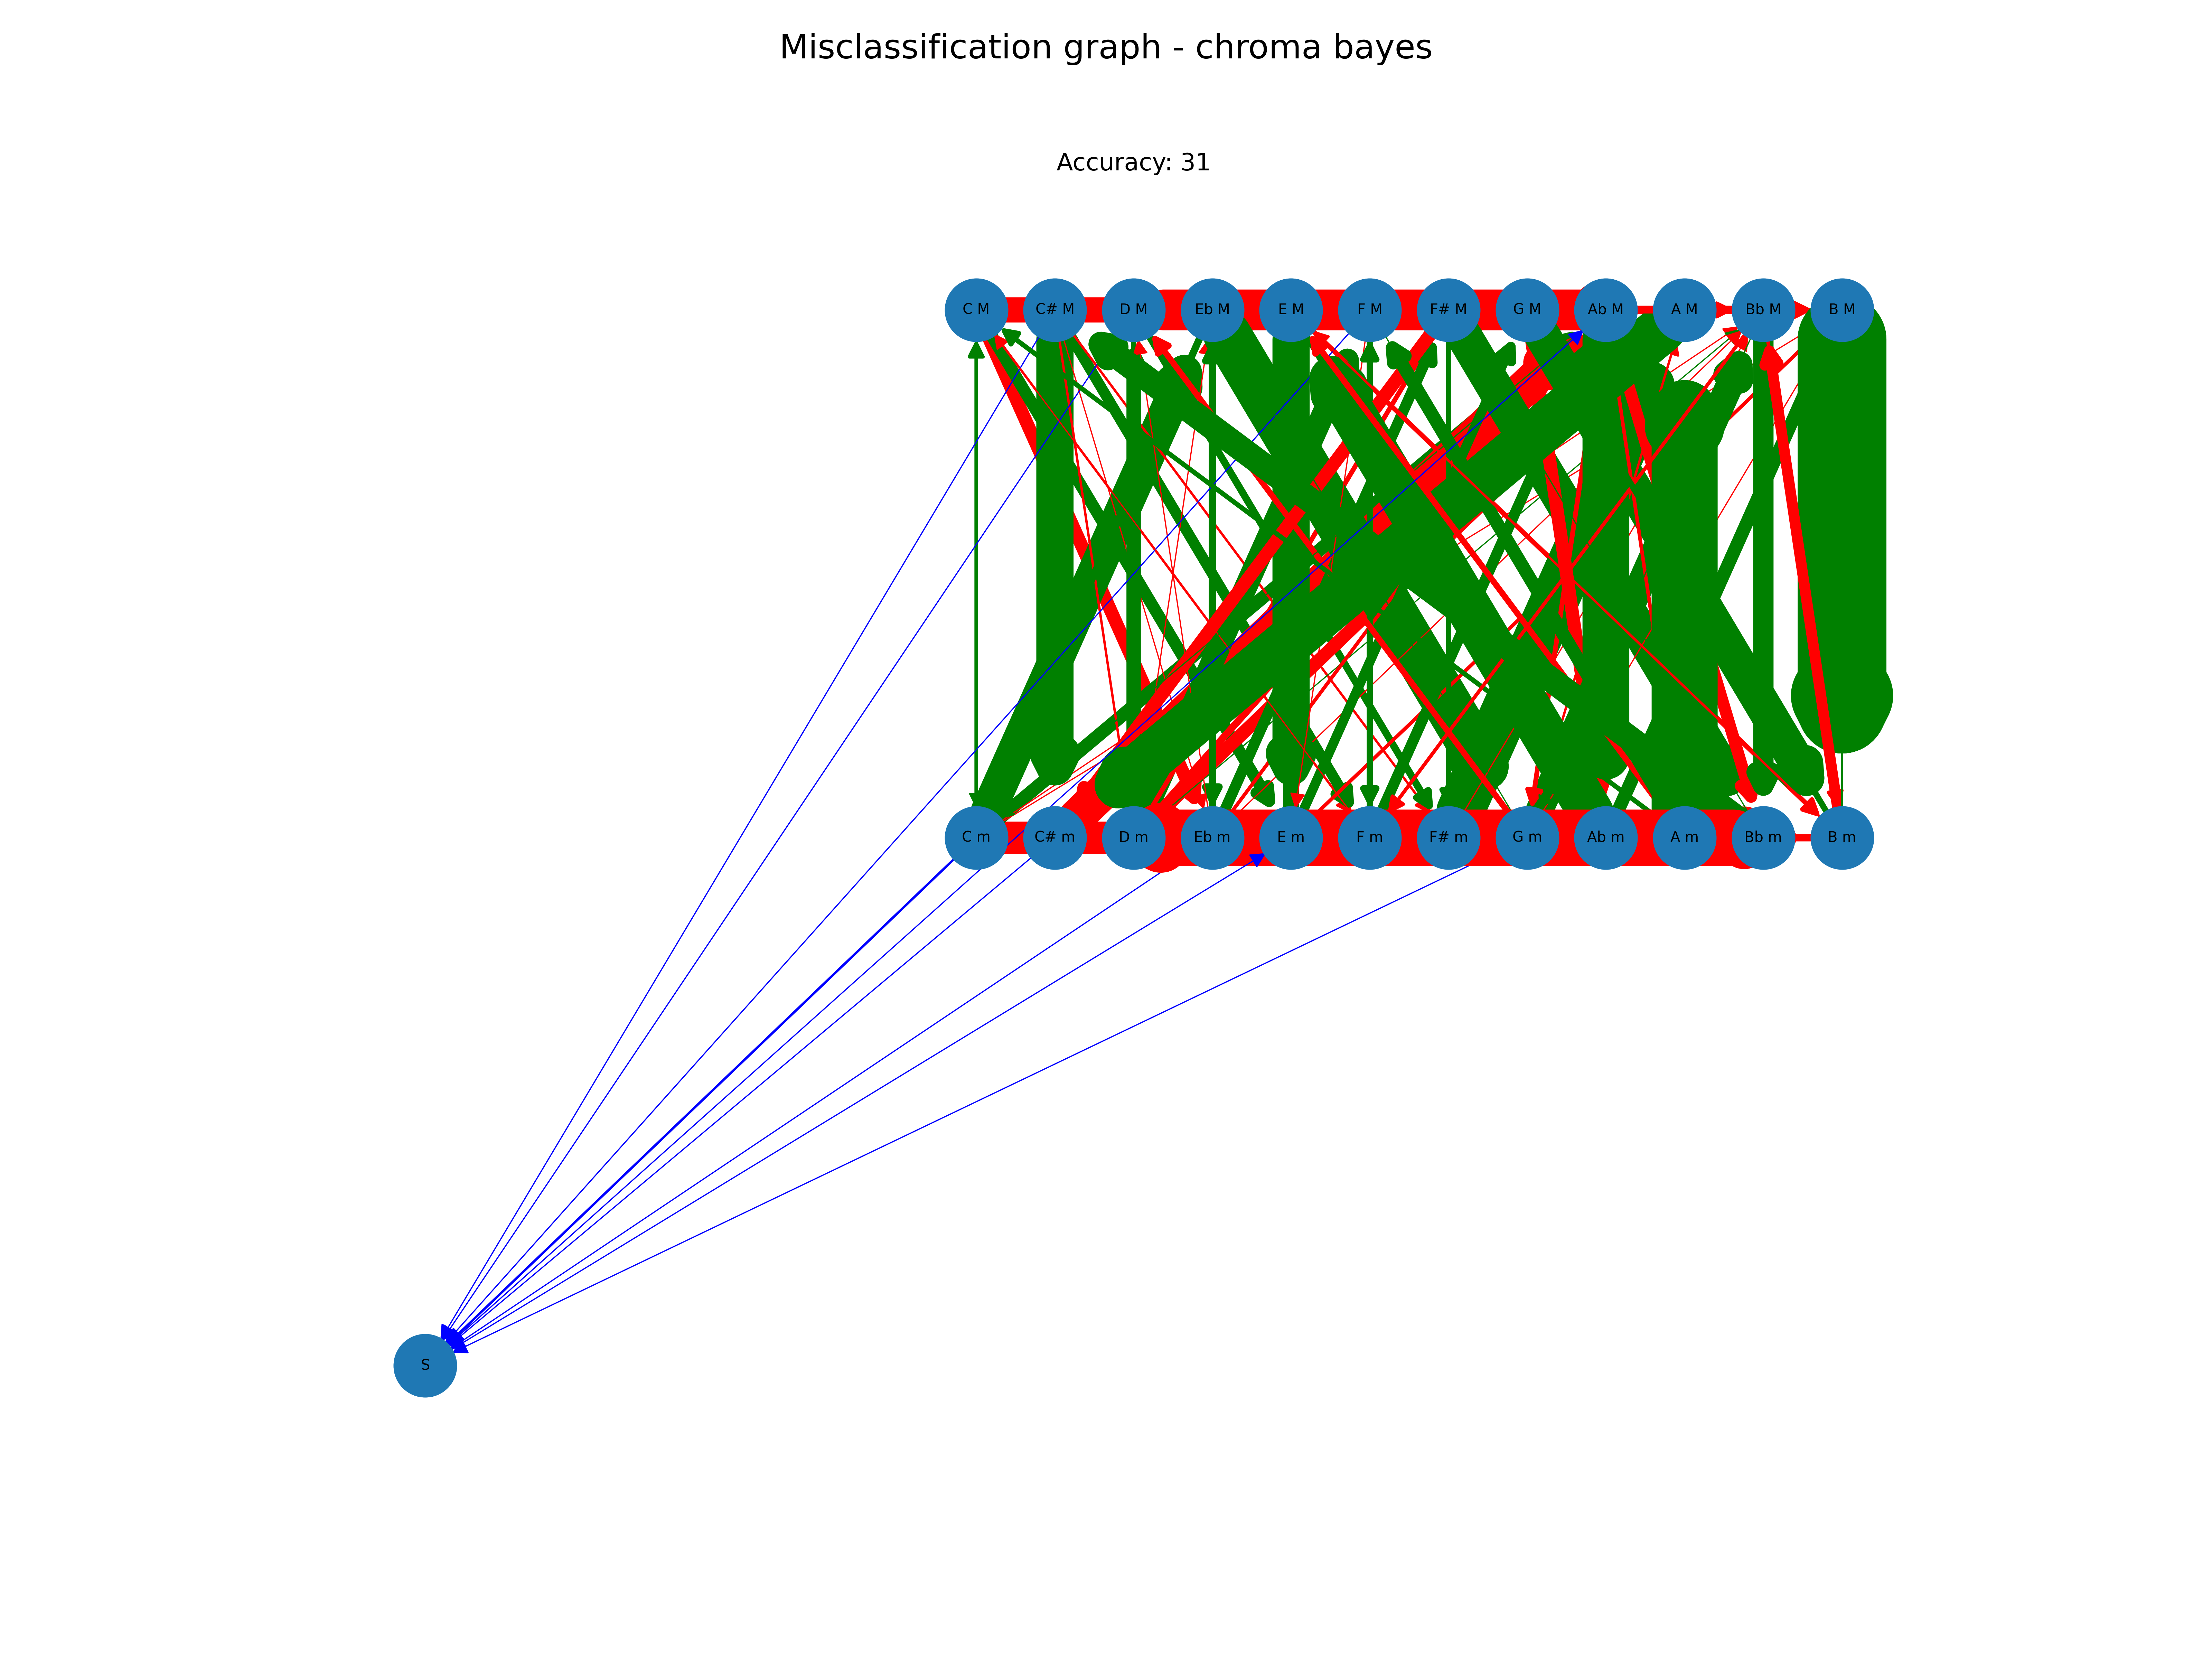 Misclassification graph - chroma bayes
Accuracy: 31
C M C# M D M Eb M E M F M F# M G M Ab M A M Bb M B M
C m C# m D m Eb m E m F m F# m G m Ab m A m Bb m B m
S